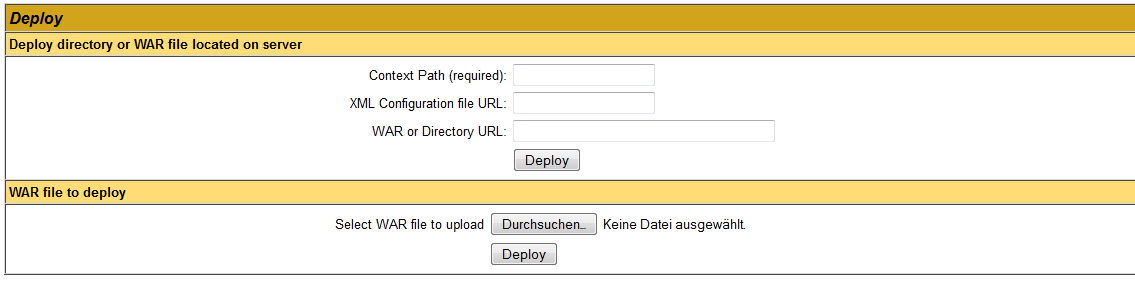 Deploy
Deploy directory or WAR file located on server
Context Path (required):
XML Configuration file URL:
WAR or Directory URL:
Deploy
WAR file to deploy
Select WAR file to upload Durchsuchen... Keine Datei ausgewählt.
Deploy